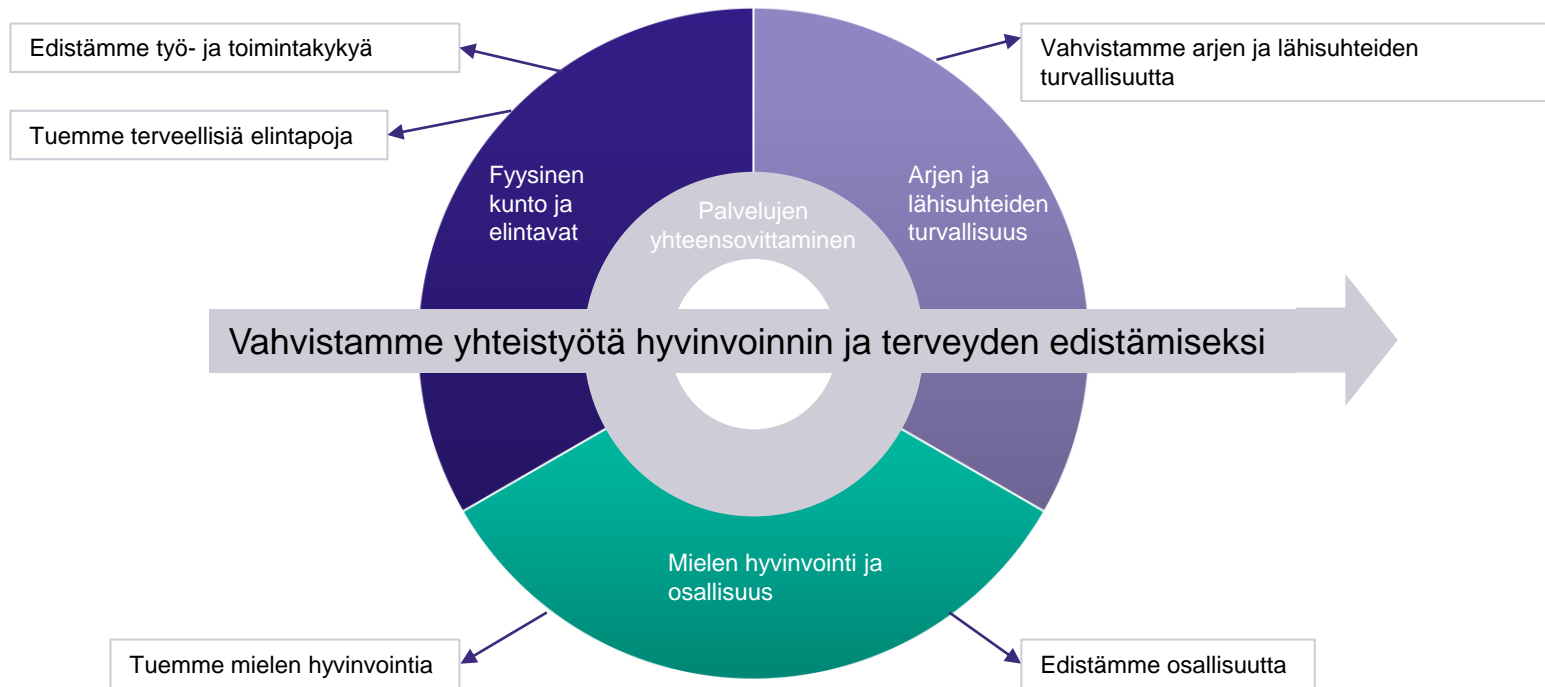 Edistämme työ- ja toimintakykyä
Vahvistamme arjen ja lähisuhteiden
turvallisuutta
Tuemme terveellisiä elintapoja
Fyysinen
kunto ja
elintavat
Palvelujen
yhteensovittaminen
Arjen ja
lähisuhteiden
turvallisuus
Vahvistamme yhteistyötä hyvinvoinnin ja terveyden edistämiseksi
Mielen hyvinvointi ja
osallisuus
Tuemme mielen hyvinvointia
Edistämme osallisuutta